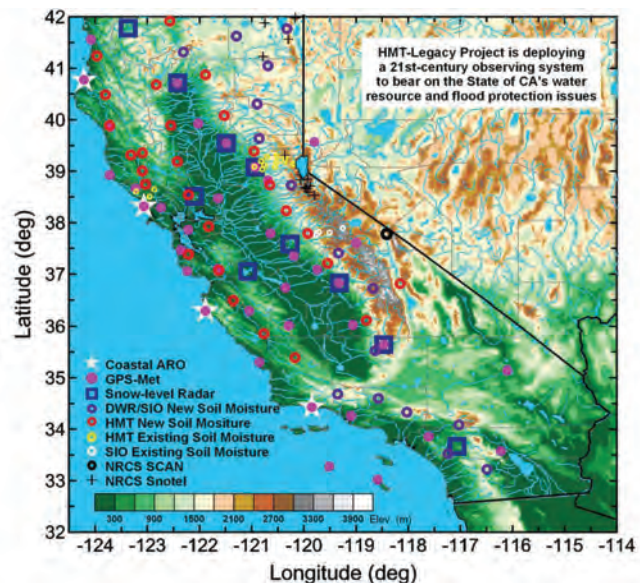 42
41
40
39
38
37
36
35
34
33
32
Latitude (deg)
HMT-Legacy Project is deploying
a 21st-century observing system
to bear on the State of CA's water
resource and flood protection issues
Coastal ARO
GPS-Met
Snow-level Radar
DWR/SIO New Soil Moisture
HMT New Soil Mositure
HMT Existing Soil Moisture
SIO Existing Soil Moisture
NRCS SCAN
NRCS Snotel
300 900 1500 2100 2700 3300 3900 Elev. (m)
-124 -123 -122 -121 -120 -119 -118 -117 -116 -115 -114
Longitude (deg)